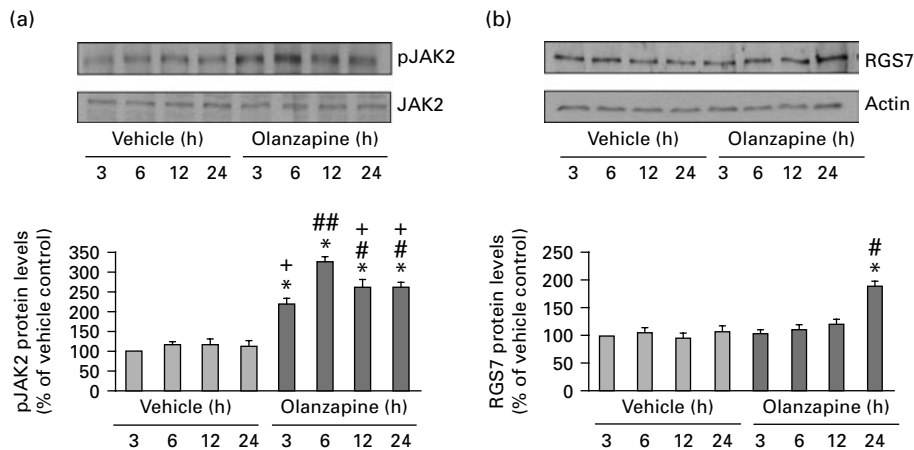 (a)
pJAK2
JAK2
Vehicle (h) Olanzapine (h)
3 6 12 24 3 6 12 24
pJAK2 protein levels
(% of vehicle control)
350
300
250
200
150
100
50
0
+
*
##
*
+
#
*
+
#
*
Vehicle (h) Olanzapine (h)
3 6 12 24 3 6 12 24
(b)
RGS7
Actin
Vehicle (h) Olanzapine (h)
3 6 12 24 3 6 12 24
RGS7 protein levels
(% of vehicle control)
250
200
150
100
50
0
#
*
Vehicle (h) Olanzapine (h)
3 6 12 24 3 6 12 24